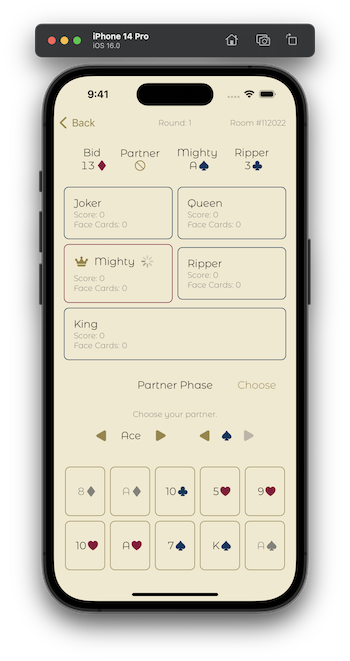 iPhone 14 Pro
iOS 16.0
9:41
Back
Round: 1
Room #112022
Bid
Partner
Mighty
Ripper
13♦
A♠
3♣
Joker
Score: 0
Face Cards: 0
Queen
Score: 0
Face Cards: 0
Mighty
Score: 0
Face Cards: 0
Ripper
Score: 0
Face Cards: 0
King
Score: 0
Face Cards: 0
Partner Phase
Choose
Choose your partner.
Ace
♠
8♦
A♦
10♣
5♥
9♥
10♥
A♥
7♠
K♠
A♠